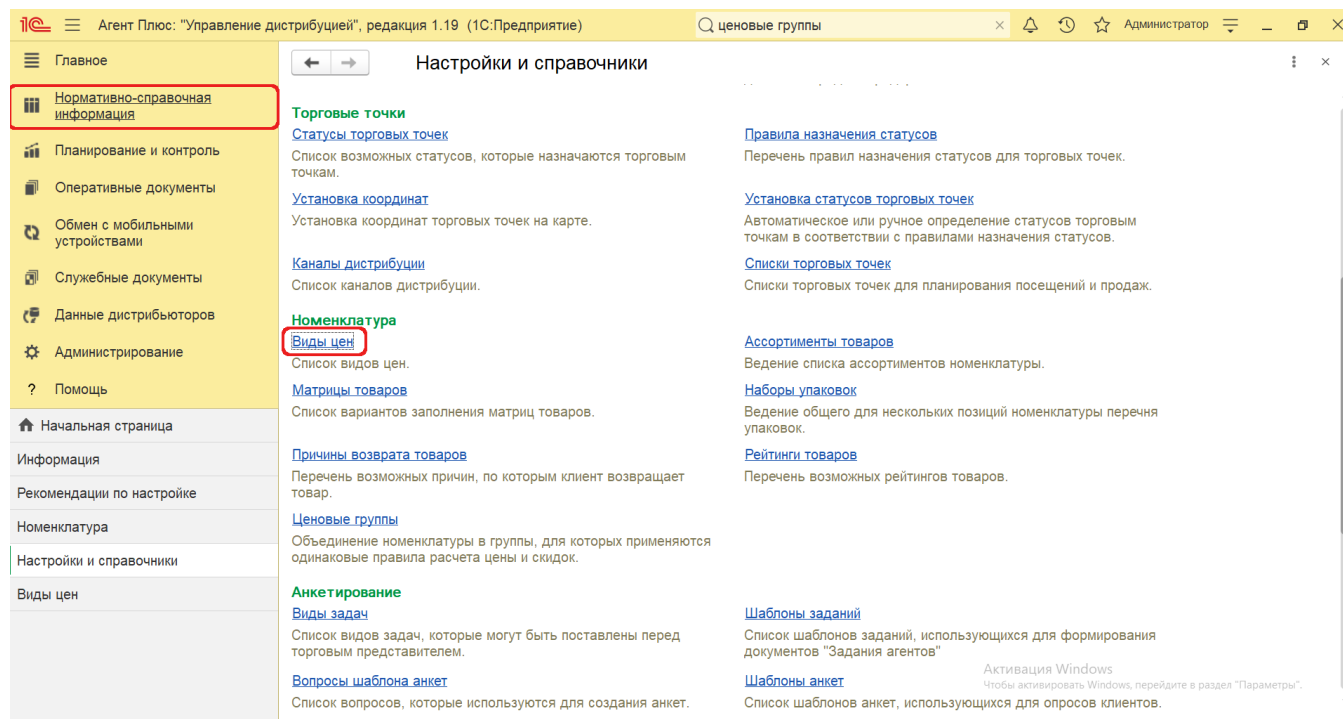 Агент Плюс: "Управление дистрибуцией", редакция 1.19 (1С:Предприятие)
ценовые группы
Администратор
Главное
Нормативно-справочная
информация
Планирование и контроль
Оперативные документы
Обмен с мобильными
устройствами
Служебные документы
Данные дистрибьюторов
Администрирование
? Помощь
Начальная страница
Информация
Рекомендации по настройке
Номенклатура
Настройки и справочники
Виды цен
Настройки и справочники
Торговые точки
Статусы торговых точек
Список возможных статусов, которые назначаются торговым
точкам.
Правила назначения статусов
Перечень правил назначения статусов для торговых точек.
Установка координат
Установка координат торговых точек на карте.
Установка статусов торговых точек
Автоматическое или ручное определение статусов торговым
точкам в соответствии с правилами назначения статусов.
Каналы дистрибуции
Список каналов дистрибуции.
Списки торговых точек
Списки торговых точек для планирования посещений и продаж.
Номенклатура
Виды цен
Список видов цен.
Ассортименты товаров
Ведение списка ассортиментов номенклатуры.
Матрицы товаров
Список вариантов заполнения матриц товаров.
Наборы упаковок
Ведение общего для нескольких позиций номенклатуры перечня
упаковок.
Причины возврата товаров
Перечень возможных причин, по которым клиент возвращает
товар.
Рейтинги товаров
Перечень возможных рейтингов товаров.
Ценовые группы
Объединение номенклатуры в группы, для которых применяются
одинаковые правила расчета цены и скидок.
Анкетирование
Виды задач
Список видов задач, которые могут быть поставлены перед
торговым представителем.
Шаблоны заданий
Список шаблонов заданий, использующихся для формирования
документов "Задания агентов"
Вопросы шаблона анкет
Список вопросов, которые используются для создания анкет.
Шаблоны анкет
Список шаблонов анкет, использующихся для опросов клиентов.
Активация Windows
Чтобы активировать Windows, перейдите в раздел "Параметры".